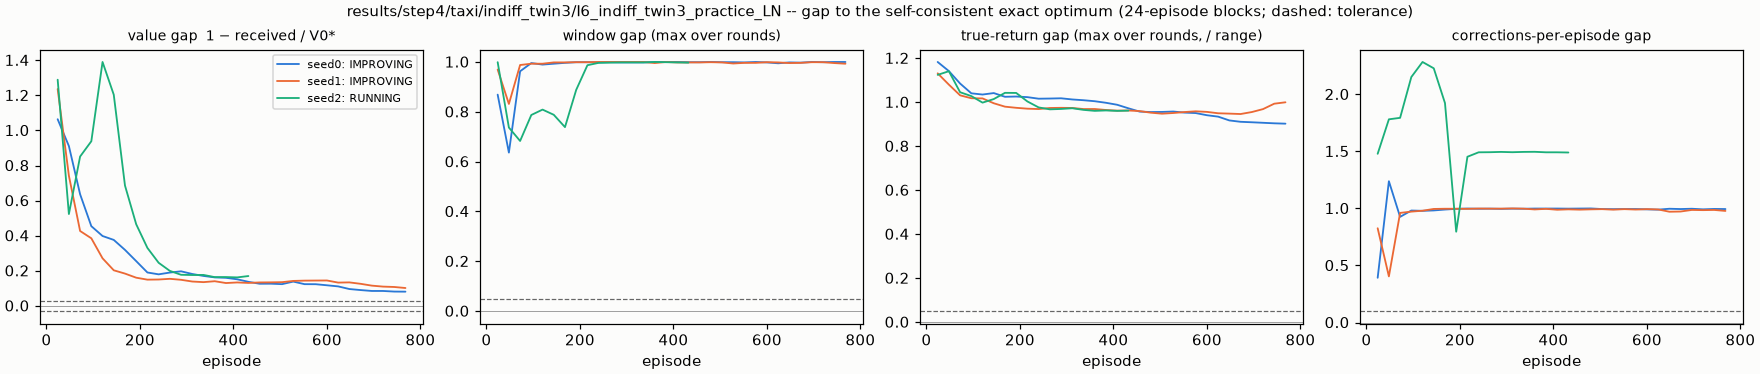 results/step4/taxi/indiff_twin3/l6_indiff_twin3_practice_LN -- gap to the self-consistent exact optimum (24-episode blocks; dashed: tolerance)
value gap 1 − received / V0*
1.4
1.2
1.0
0.8
0.6
0.4
0.2
0.0
seed0: IMPROVING
seed1: IMPROVING
seed2: RUNNING
0 200 400 600 800
episode
window gap (max over rounds)
1.0
0.8
0.6
0.4
0.2
0.0
0 200 400 600 800
episode
true-return gap (max over rounds, / range)
1.2
1.0
0.8
0.6
0.4
0.2
0.0
0 200 400 600 800
episode
corrections-per-episode gap
2.0
1.5
1.0
0.5
0.0
0 200 400 600 800
episode